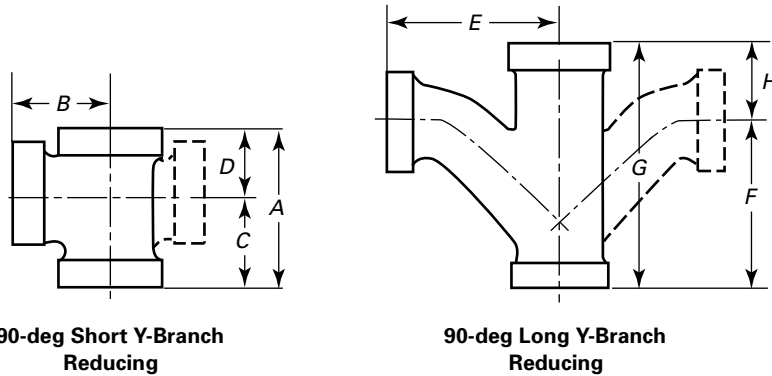 E
B
H
D
A
G
F
C
90-deg Short Y-Branch
Reducing
90-deg Long Y-Branch
Reducing